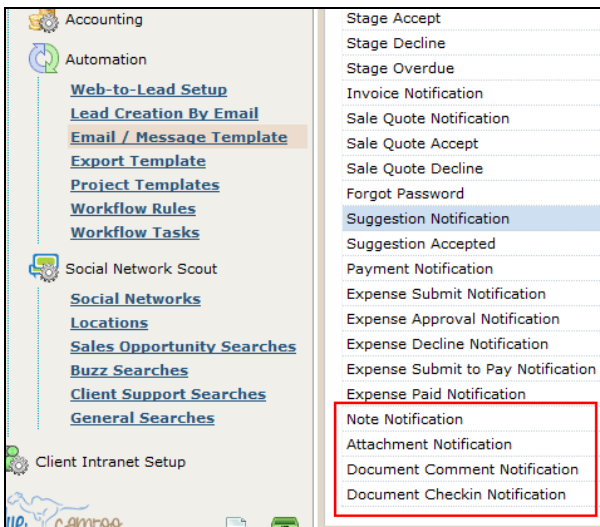 Accounting
Automation
Web-to-Lead Setup
Lead Creation By Email
Email / Message Template
Export Template
Project Templates
Workflow Rules
Workflow Tasks
Social Network Scout
Social Networks
Locations
Sales Opportunity Searches
Buzz Searches
Client Support Searches
General Searches
Client Intranet Setup
Stage Accept
Stage Decline
Stage Overdue
Invoice Notification
Sale Quote Notification
Sale Quote Accept
Sale Quote Decline
Forgot Password
Suggestion Notification
Suggestion Accepted
Payment Notification
Expense Submit Notification
Expense Approval Notification
Expense Decline Notification
Expense Submit to Pay Notification
Expense Paid Notification
Note Notification
Attachment Notification
Document Comment Notification
Document Checkin Notification